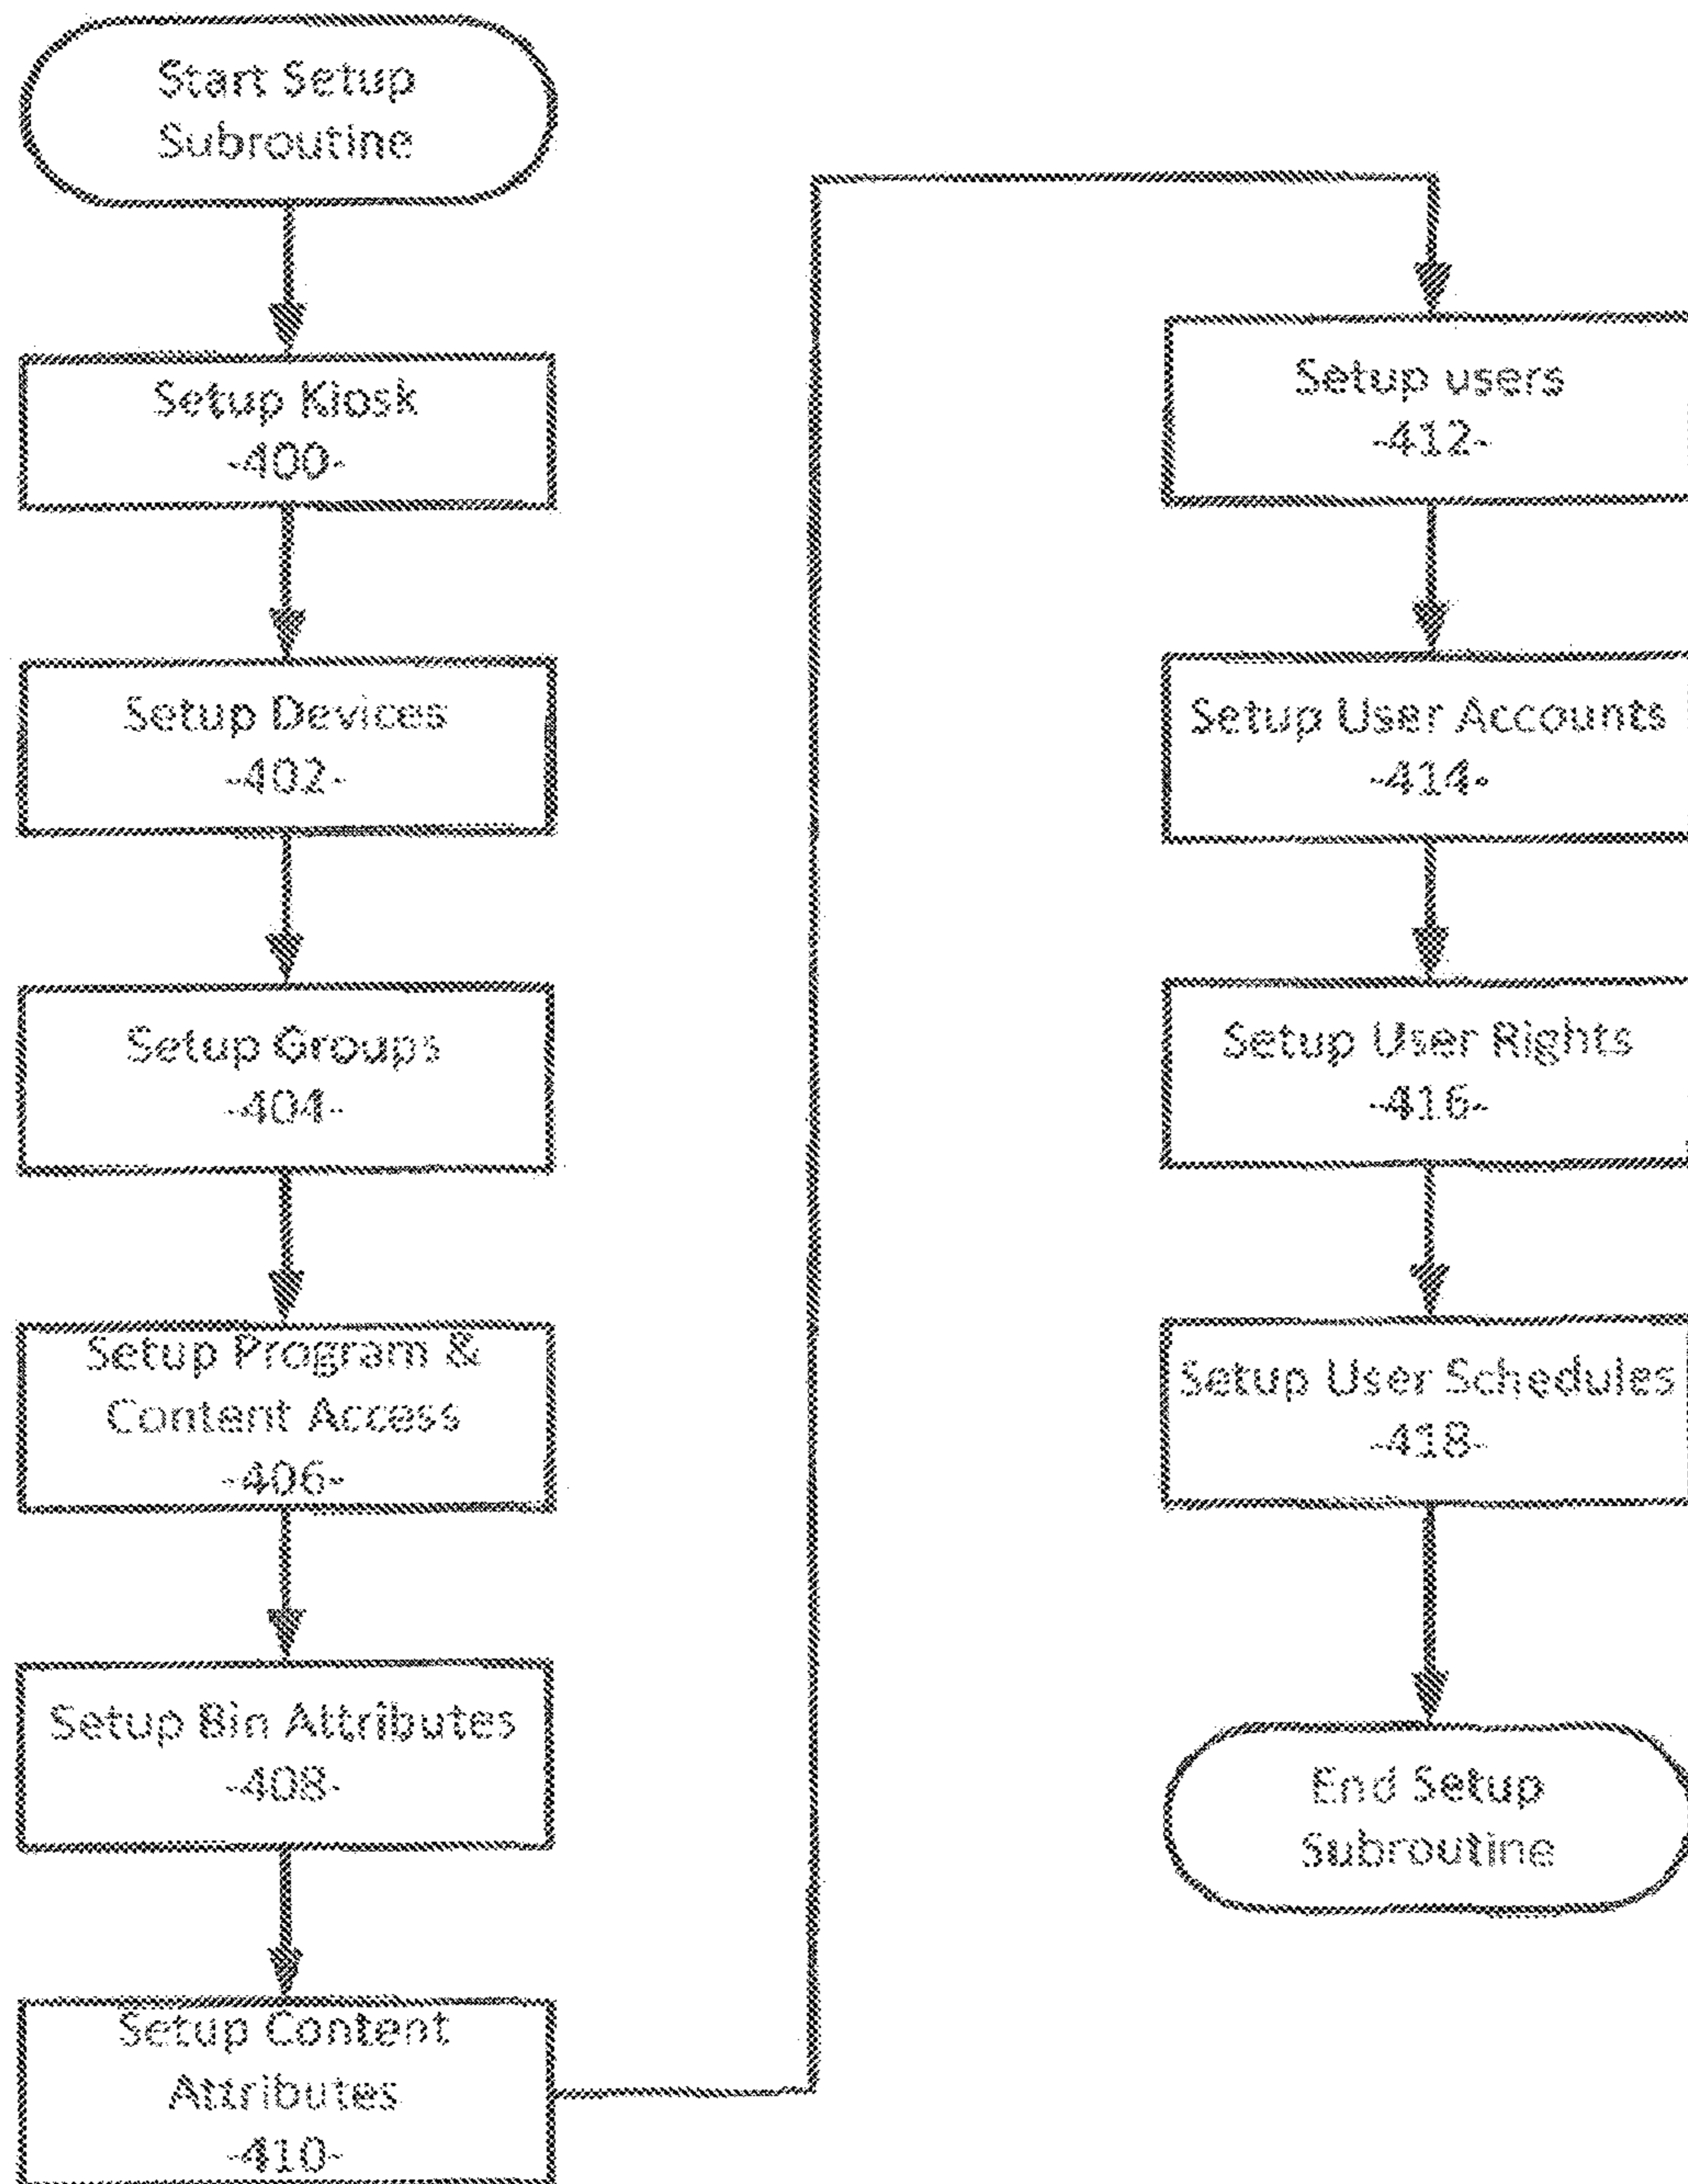 Start Setup
Subroutine
Setup Kiosk
-400-
Setup Devices
-402-
Setup Groups
-404-
Setup Program &
Content Access
-406-
Setup Bin Attributes
-408-
Setup Content
Attributes
-410-
Setup users
-412-
Setup User Accounts
-414-
Setup User Rights
-416-
Setup User Schedules
-418-
End Setup
Subroutine